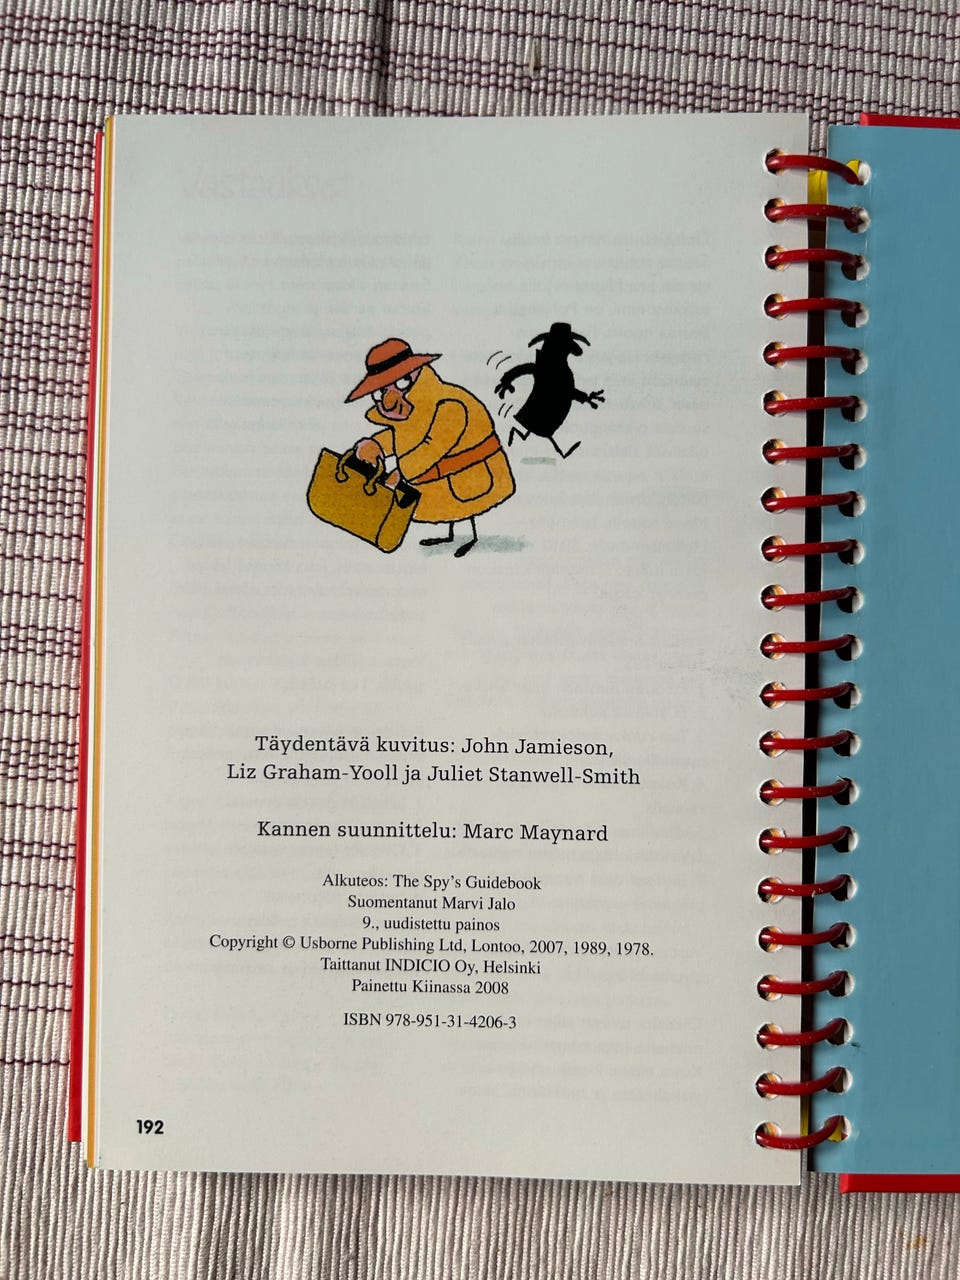 Täydentävä kuvitus: John Jamieson,
Liz Graham-Yooll ja Juliet Stanwell-Smith
Kannen suunnittelu: Marc Maynard
Alkuteos: The Spy's Guidebook
Suomentanut Marvi Jalo
9., uudistettu painos
Copyright © Usborne Publishing Ltd, Lontoo, 2007, 1989, 1978.
Taittanut INDICIO Oy, Helsinki
Painettu Kiinassa 2008
ISBN 978-951-31-4206-3
192